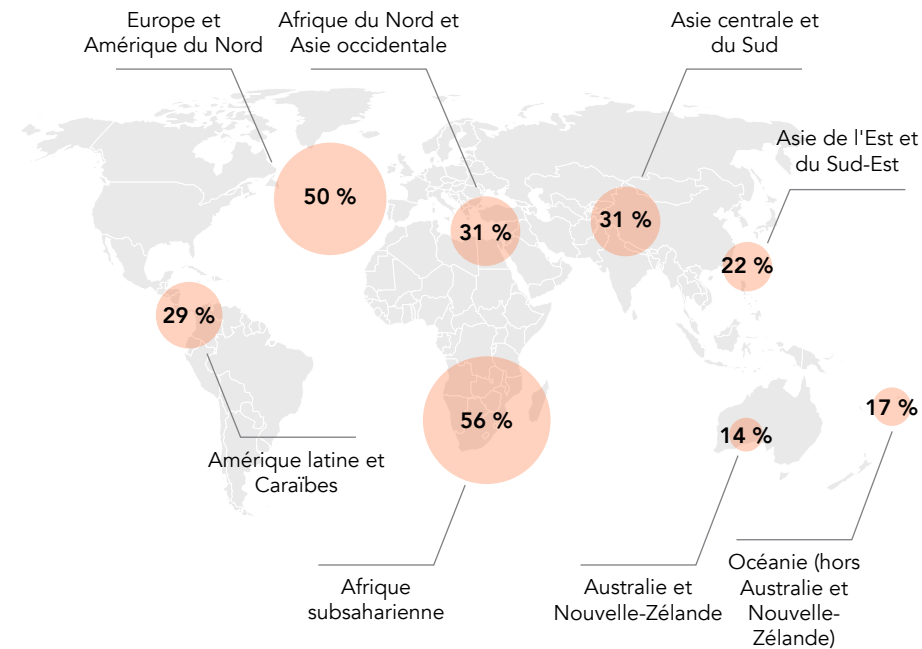 Europe et
Amérique du Nord
Afrique du Nord et
Asie occidentale
Asie centrale et
du Sud
Asie de l'Est et
du Sud-Est
50 %
31 %
31 %
22 %
29 %
56 %
14 %
17 %
Amérique latine et
Caraïbes
Afrique
subsaharienne
Australie et
Nouvelle-Zélande
Océanie (hors
Australie et
Nouvelle-
Zélande)